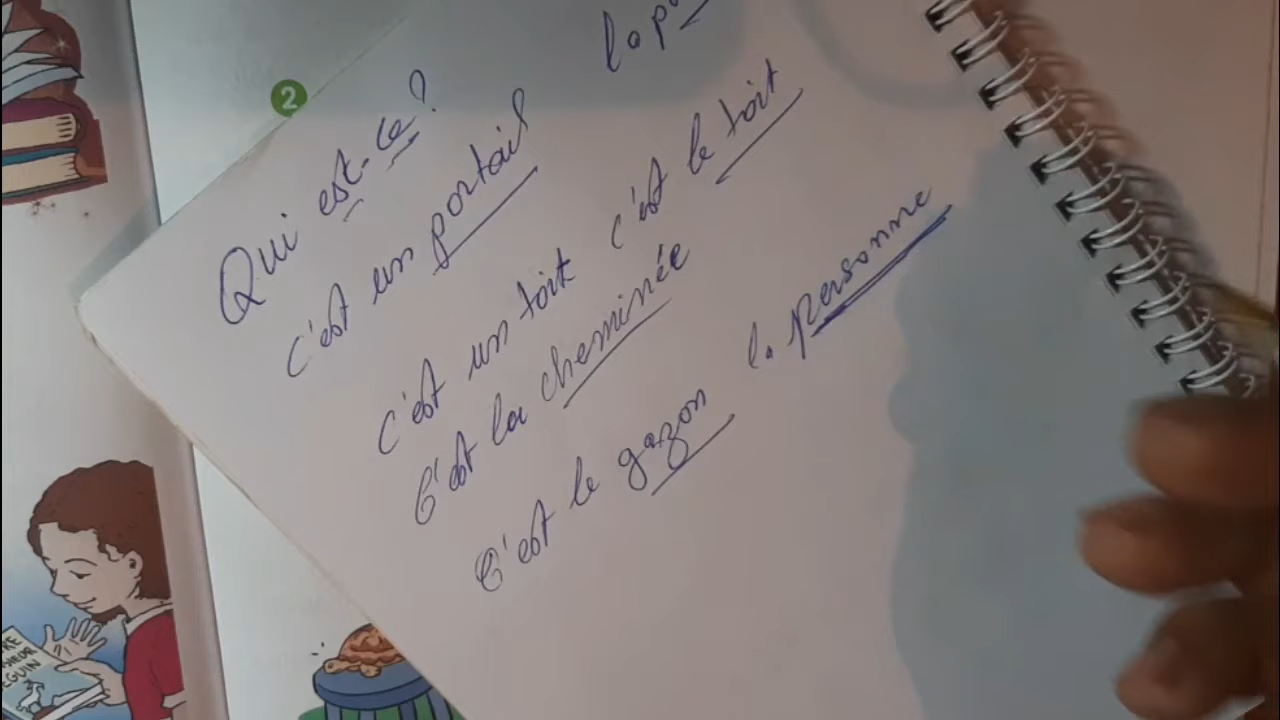 2
Qui est-ce?
c'est un portail
c'est un toit c'est le toit
C'est la cheminée
C'est le gazon la personne